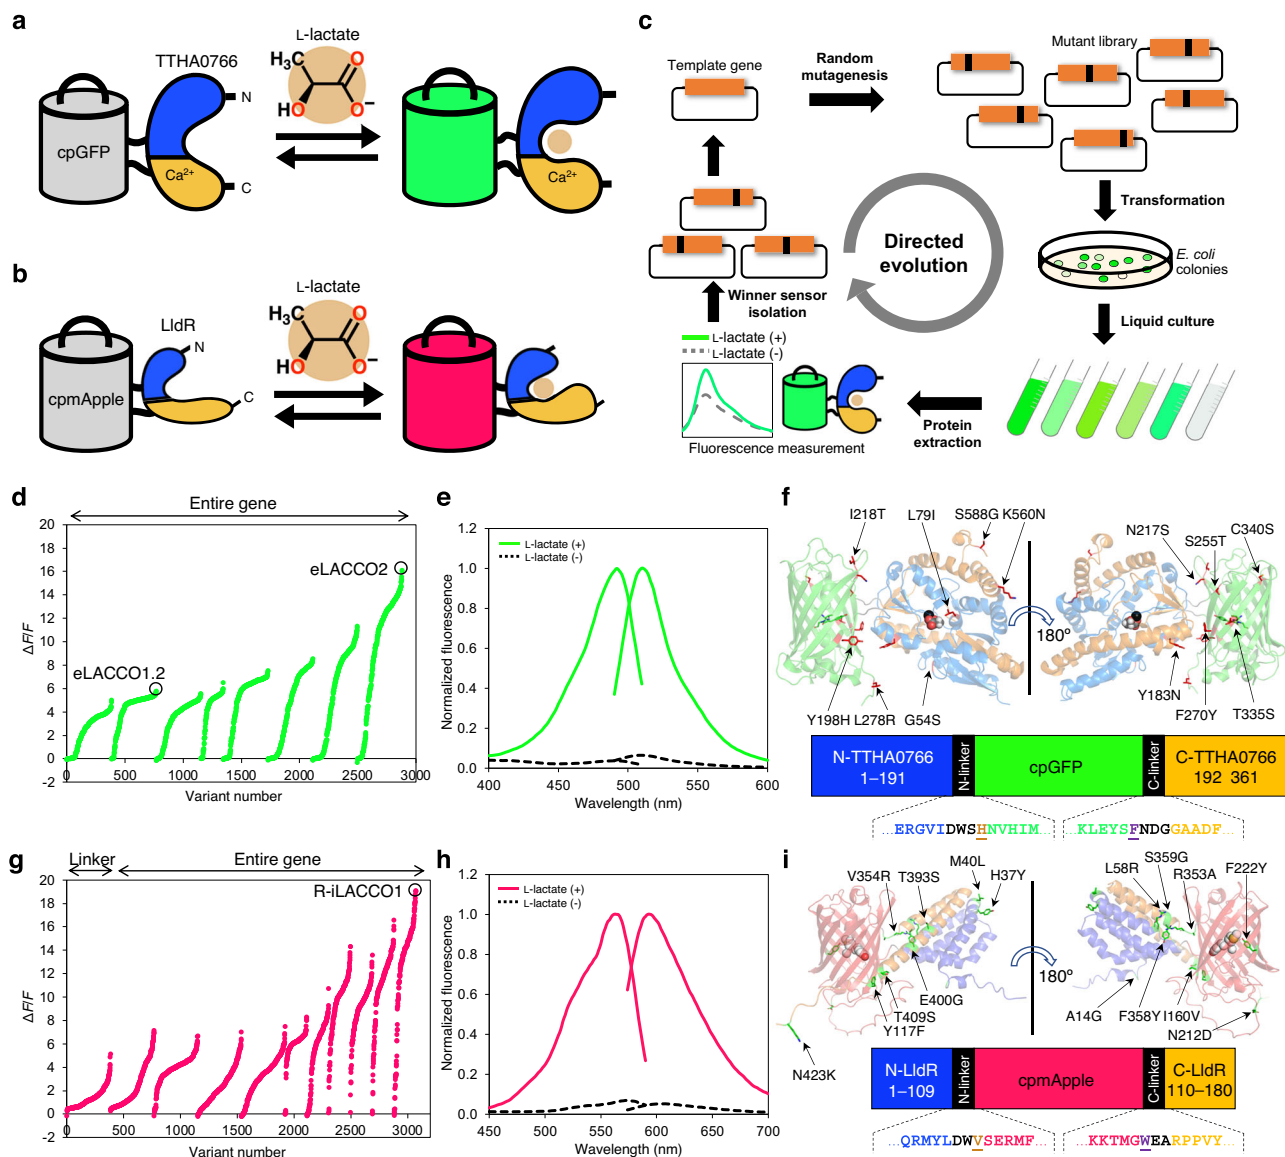 a
L-lactate
H₃C
O
HO
O⁻
TTHA0766
N
cpGFP
Ca²⁺
C
Ca²⁺
b
L-lactate
H₃C
O
HO
O⁻
LldR
N
cpmApple
C
c
Template gene
Random
mutagenesis
Mutant library
Transformation
E. coli
colonies
Directed
evolution
Liquid culture
Winner sensor
isolation
L-lactate (+)
L-lactate (-)
Protein
extraction
Fluorescence measurement
d
Entire gene
ΔF/F
20
18
16
14
12
10
8
6
4
2
0
-2
eLACCO2
eLACCO1.2
0 500 1000 1500 2000 2500 3000
Variant number
e
Normalized fluorescence
1.2
1.0
0.8
0.6
0.4
0.2
0.0
L-lactate (+)
L-lactate (-)
400 450 500 550 600
Wavelength (nm)
f
I218T
L79I
S588G K560N
N217S
S255T
C340S
180º
Y198H L278R G54S
Y183N
F270Y
T335S
N-TTHA0766
1–191
N-linker
cpGFP
C-linker
C-TTHA0766
192 361
...ERGVIDWSHNVHIM...
...KLEYSFNDGGAADF...
g
Linker
Entire gene
ΔF/F
20
18
16
14
12
10
8
6
4
2
0
-2
R-iLACCO1
0 500 1000 1500 2000 2500 3000
Variant number
h
Normalized fluorescence
1.2
1.0
0.8
0.6
0.4
0.2
0.0
L-lactate (+)
L-lactate (-)
450 500 550 600 650 700
Wavelength (nm)
i
V354R
T393S
M40L
H37Y
L58R
S359G
R353A
F222Y
180º
E400G
T409S
Y117F
N423K
A14G
F358Y
I160V
N212D
N-LldR
1–109
N-linker
cpmApple
C-linker
C-LldR
110–180
...QRMYLDWVSERMF...
...KKTMGWEARPPVY...